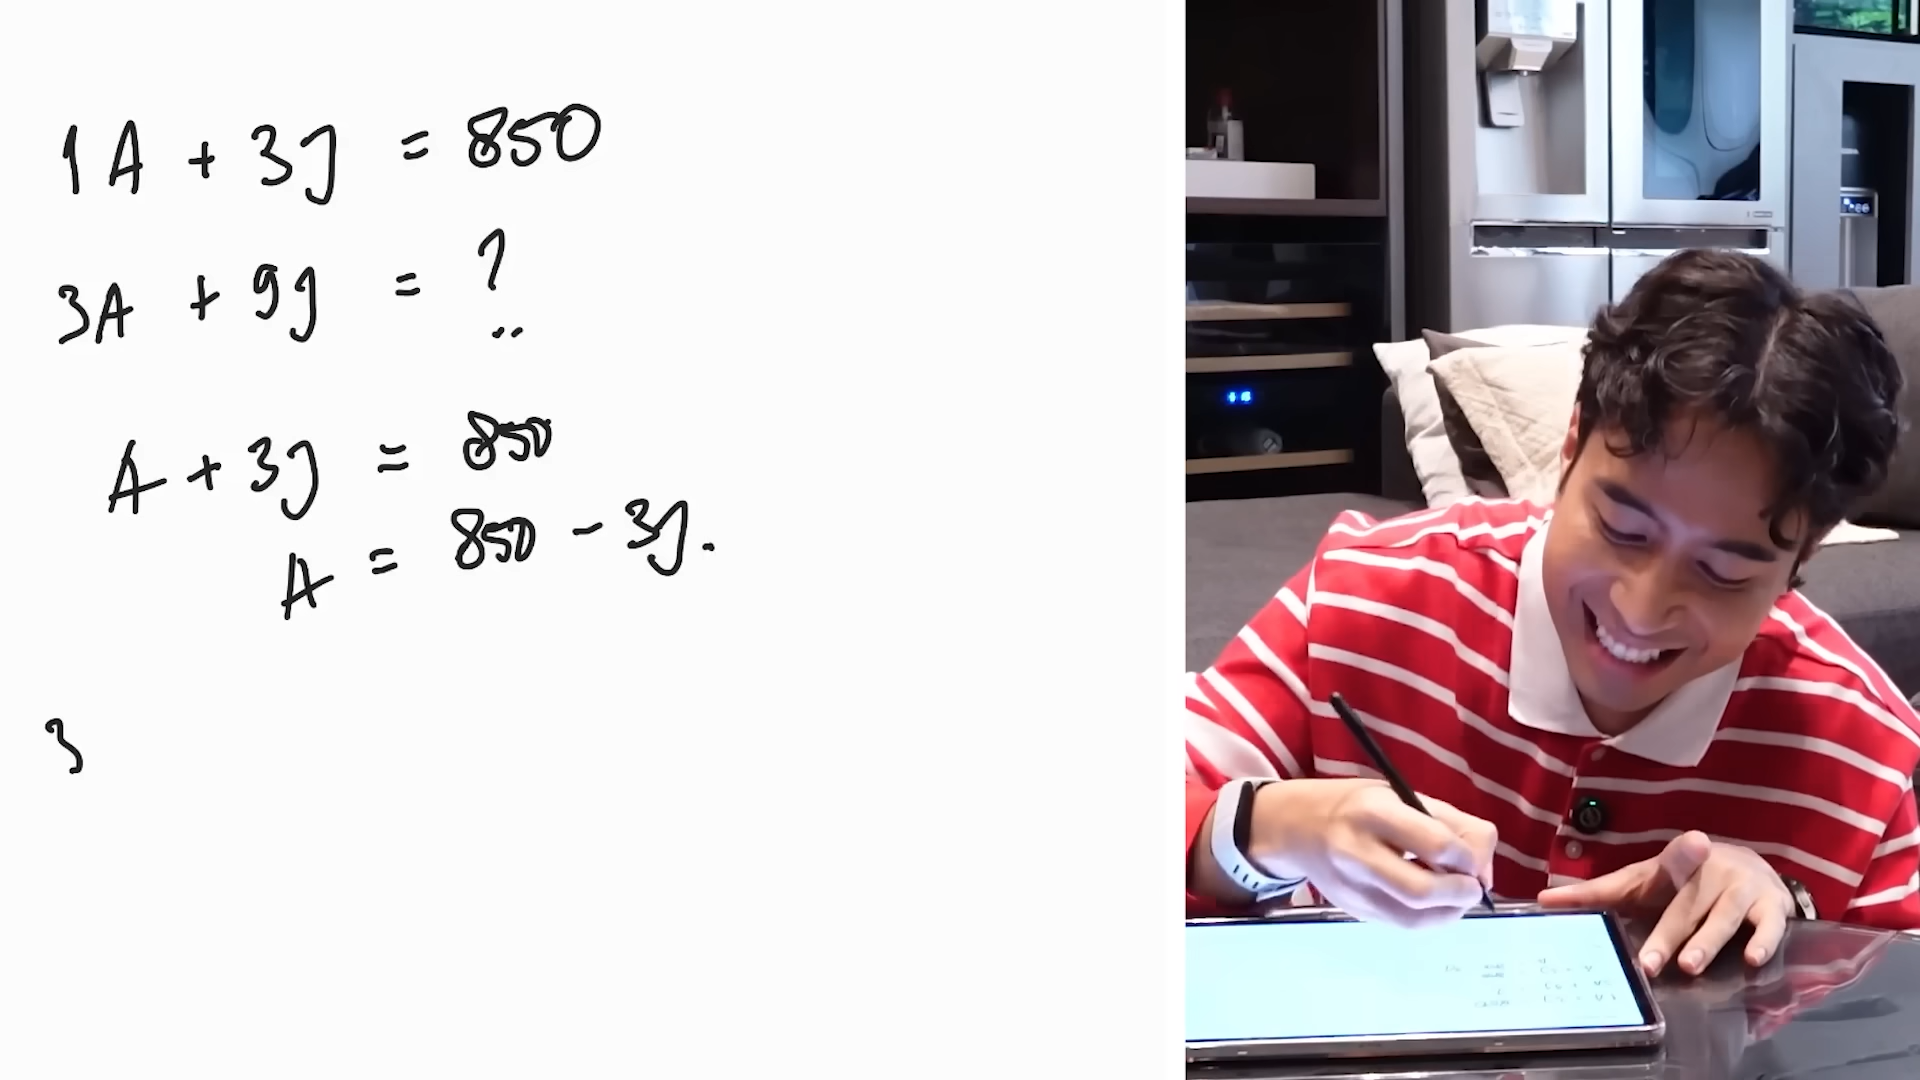 1A + 3J = 850
3A + 9J = ?
..
A + 3J = 850
A = 850 - 3J.
3